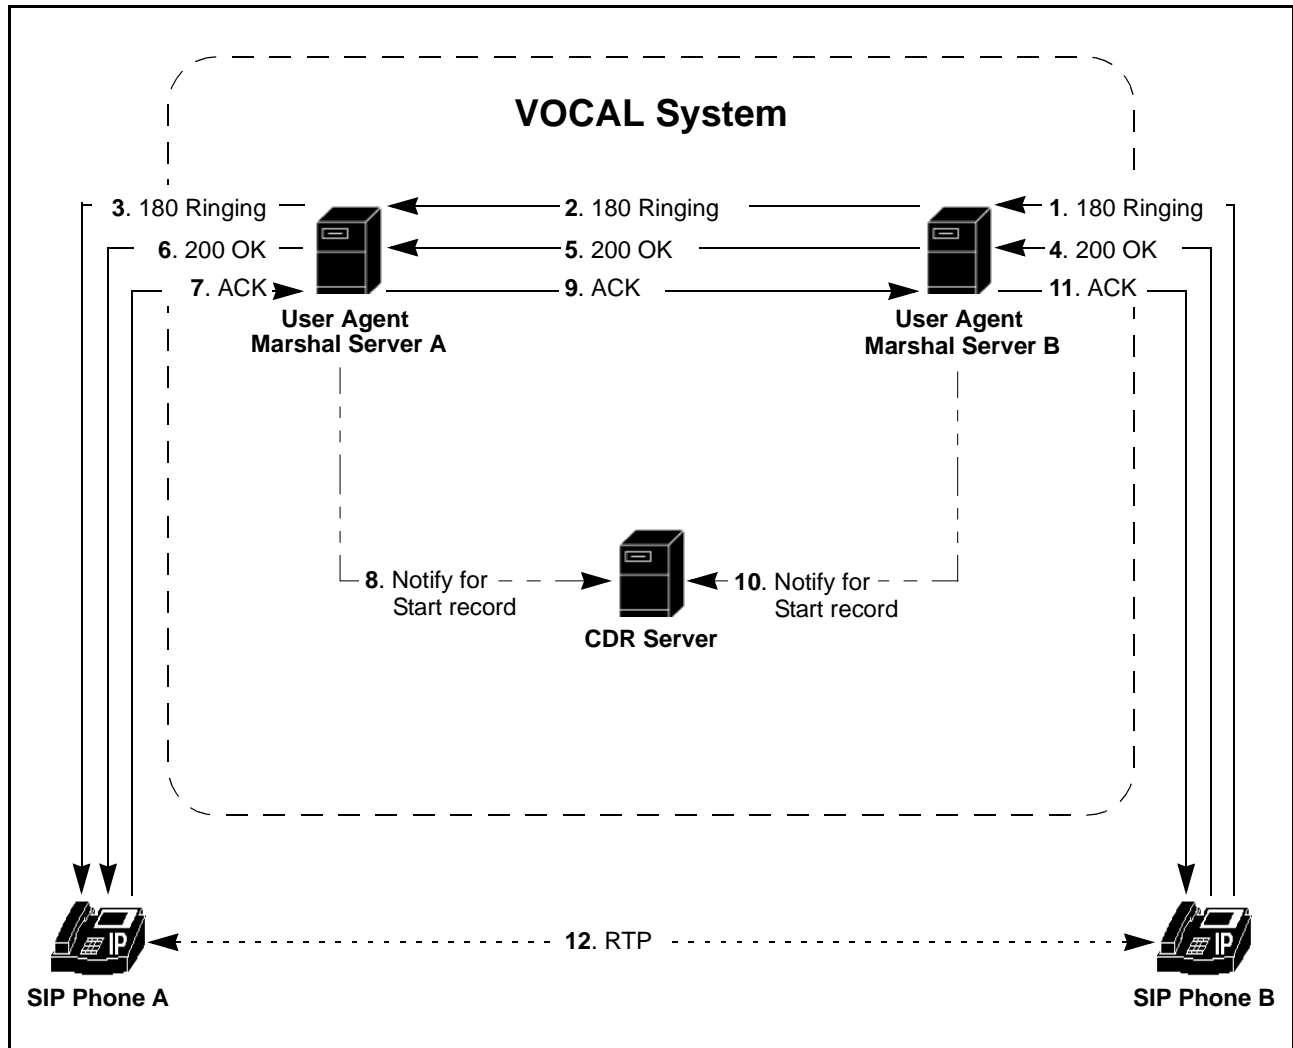 VOCAL System
3. 180 Ringing
2. 180 Ringing
1. 180 Ringing
6. 200 OK
5. 200 OK
4. 200 OK
7. ACK
9. ACK
11. ACK
User Agent
Marshal Server A
User Agent
Marshal Server B
8. Notify for
Start record
10. Notify for
Start record
CDR Server
IP
12. RTP
IP
SIP Phone A
SIP Phone B